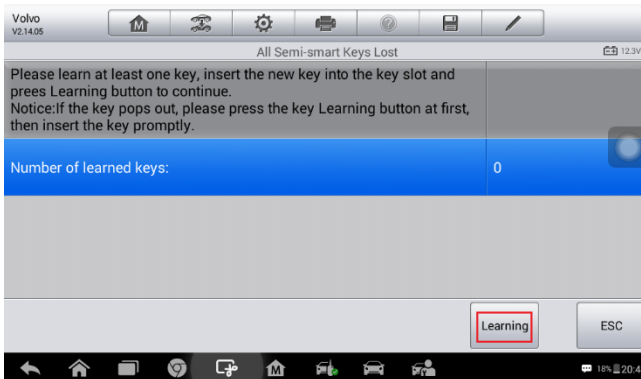 Volvo
V2.14.05
All Semi-smart Keys Lost
12.3V
Please learn at least one key, insert the new key into the key slot and
prees Learning button to continue.
Notice:If the key pops out, please press the key Learning button at first,
then insert the key promptly.
Number of learned keys: 0
Learning
ESC
18%